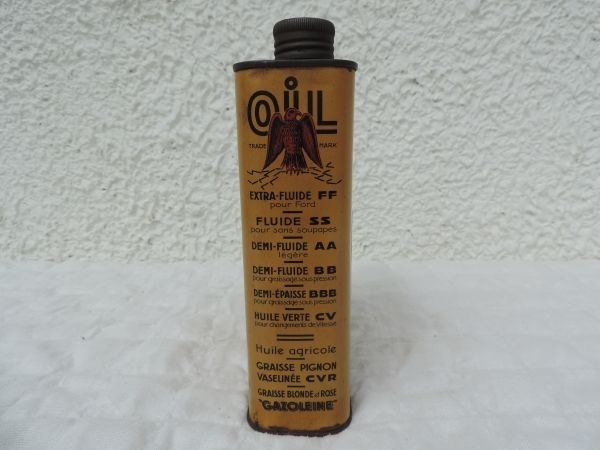 OiUL
TRADE MARK
EXTRA-FLUIDE FF
pour Ford
FLUIDE SS
pour sans soupapes
DEMI-FLUIDE AA
légère
DEMI-FLUIDE BB
pour graissage sous pression
DEMI-ÉPAISSE BBB
pour graissage sous pression
HUILE VERTE CV
pour changements de vitesse
Huile agricole
GRAISSE PIGNON
VASELINÉE CVR
GRAISSE BLONDE et ROSE
"GAZOLEINE"